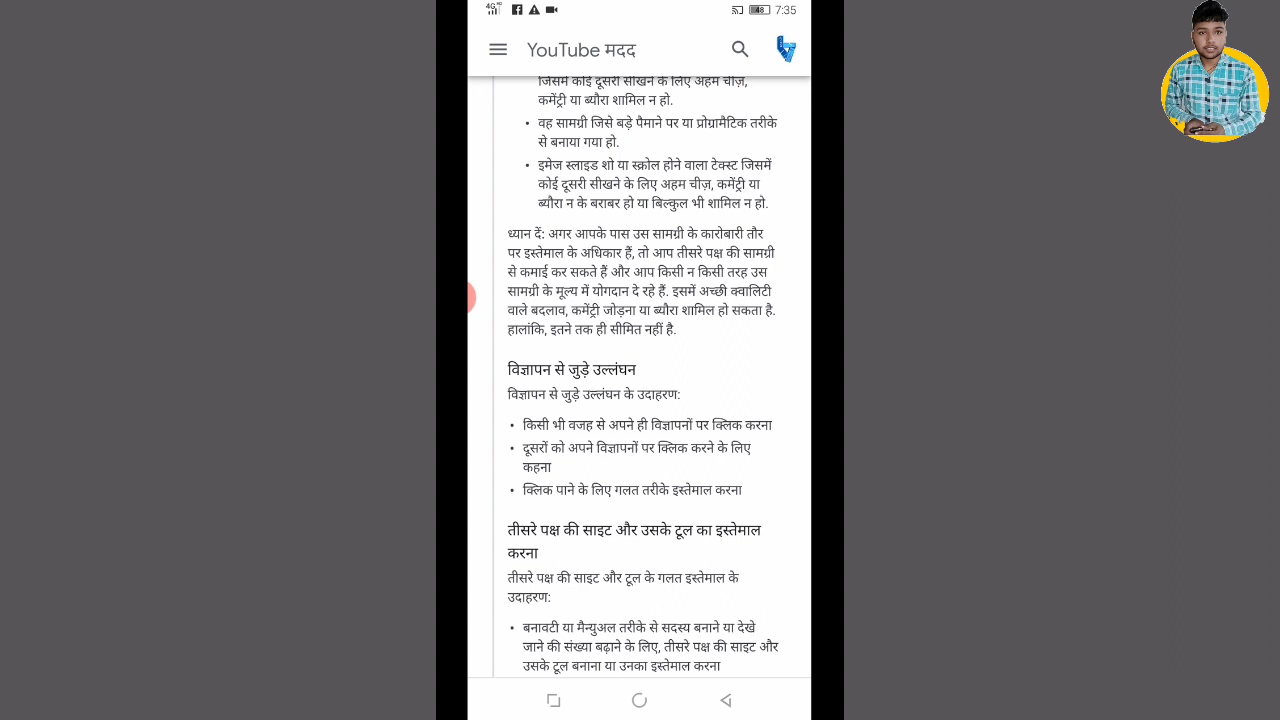 4G
48 7:35
YouTube मदद
जिसमें कोई दूसरी सीखने के लिए अहम चीज़,
कमेंट्री या ब्यौरा शामिल न हो.
• वह सामग्री जिसे बड़े पैमाने पर या प्रोग्रामैटिक तरीके
से बनाया गया हो.
• इमेज स्लाइड शो या स्क्रोल होने वाला टेक्स्ट जिसमें
कोई दूसरी सीखने के लिए अहम चीज़, कमेंट्री या
ब्यौरा न के बराबर हो या बिल्कुल भी शामिल न हो.
ध्यान दें: अगर आपके पास उस सामग्री के कारोबारी तौर
पर इस्तेमाल के अधिकार हैं, तो आप तीसरे पक्ष की सामग्री
से कमाई कर सकते हैं और आप किसी न किसी तरह उस
सामग्री के मूल्य में योगदान दे रहे हैं. इसमें अच्छी क्वालिटी
वाले बदलाव, कमेंट्री जोड़ना या ब्यौरा शामिल हो सकता है.
हालांकि, इतने तक ही सीमित नहीं है.
विज्ञापन से जुड़े उल्लंघन
विज्ञापन से जुड़े उल्लंघन के उदाहरण:
• किसी भी वजह से अपने ही विज्ञापनों पर क्लिक करना
• दूसरों को अपने विज्ञापनों पर क्लिक करने के लिए
कहना
• क्लिक पाने के लिए गलत तरीके इस्तेमाल करना
तीसरे पक्ष की साइट और उसके टूल का इस्तेमाल
करना
तीसरे पक्ष की साइट और टूल के गलत इस्तेमाल के
उदाहरण:
• बनावटी या मैन्युअल तरीके से सदस्य बनाने या देखे
जाने की संख्या बढ़ाने के लिए, तीसरे पक्ष की साइट और
उसके टूल बनाना या उनका इस्तेमाल करना